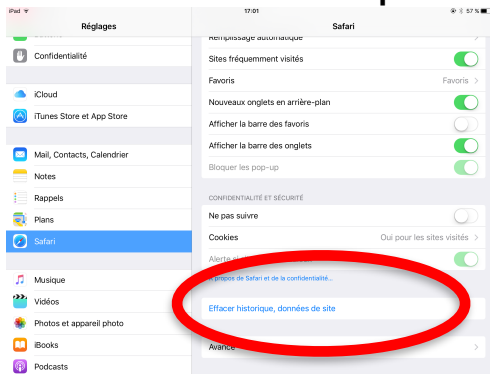 iPad
17:01
57 %
Réglages
Safari
Remplissage automatique
Confidentialité
Sites fréquemment visités
Favoris
Favoris
iCloud
Nouveaux onglets en arrière-plan
iTunes Store et App Store
Afficher la barre des favoris
Afficher la barre des onglets
Mail, Contacts, Calendrier
Bloquer les pop-up
Notes
CONFIDENTIALITÉ ET SÉCURITÉ
Rappels
Ne pas suivre
Plans
Cookies
Oui pour les sites visités
Safari
Alerte si
À propos de Safari et de la confidentialité…
Musique
Effacer historique, données de site
Vidéos
Photos et appareil photo
Avancé
iBooks
Podcasts